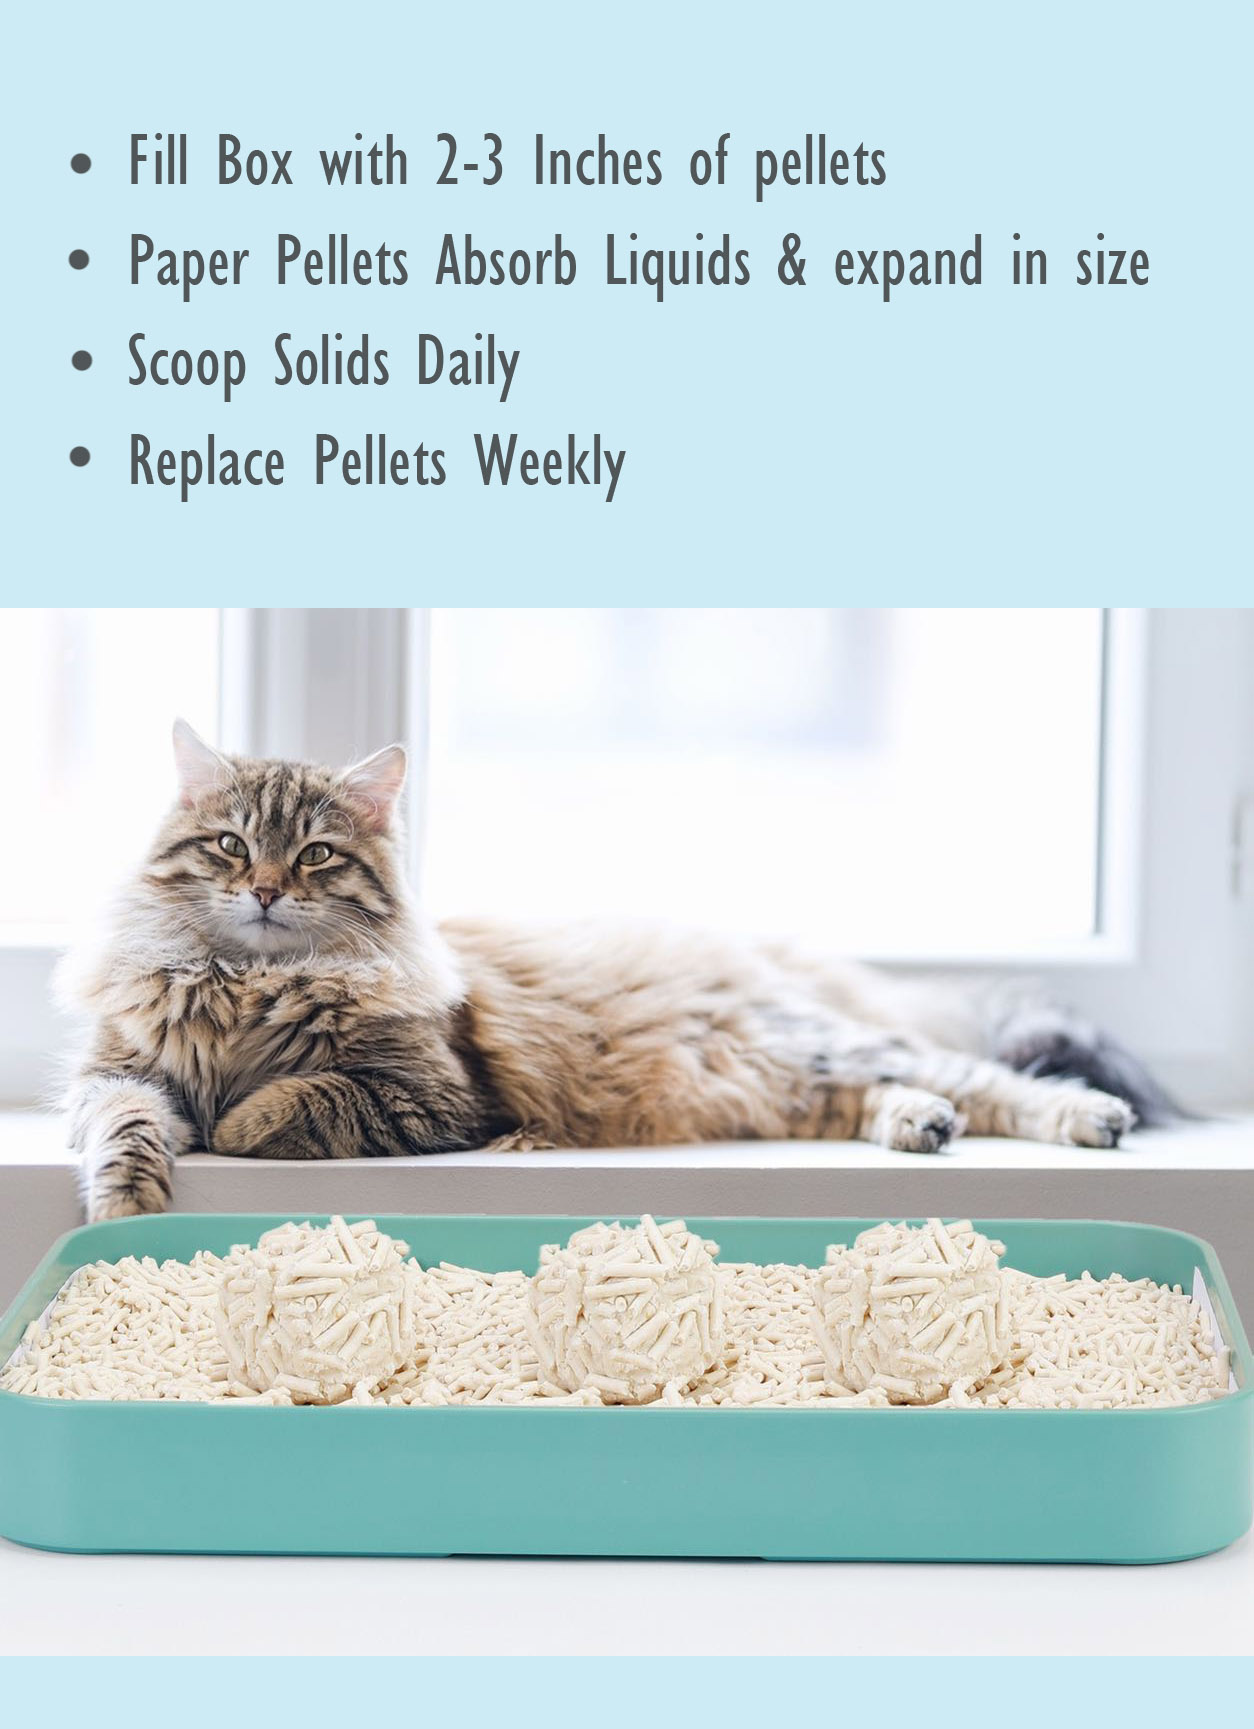 • Fill Box with 2-3 Inches of pellets
• Paper Pellets Absorb Liquids & expand in size
• Scoop Solids Daily
• Replace Pellets Weekly